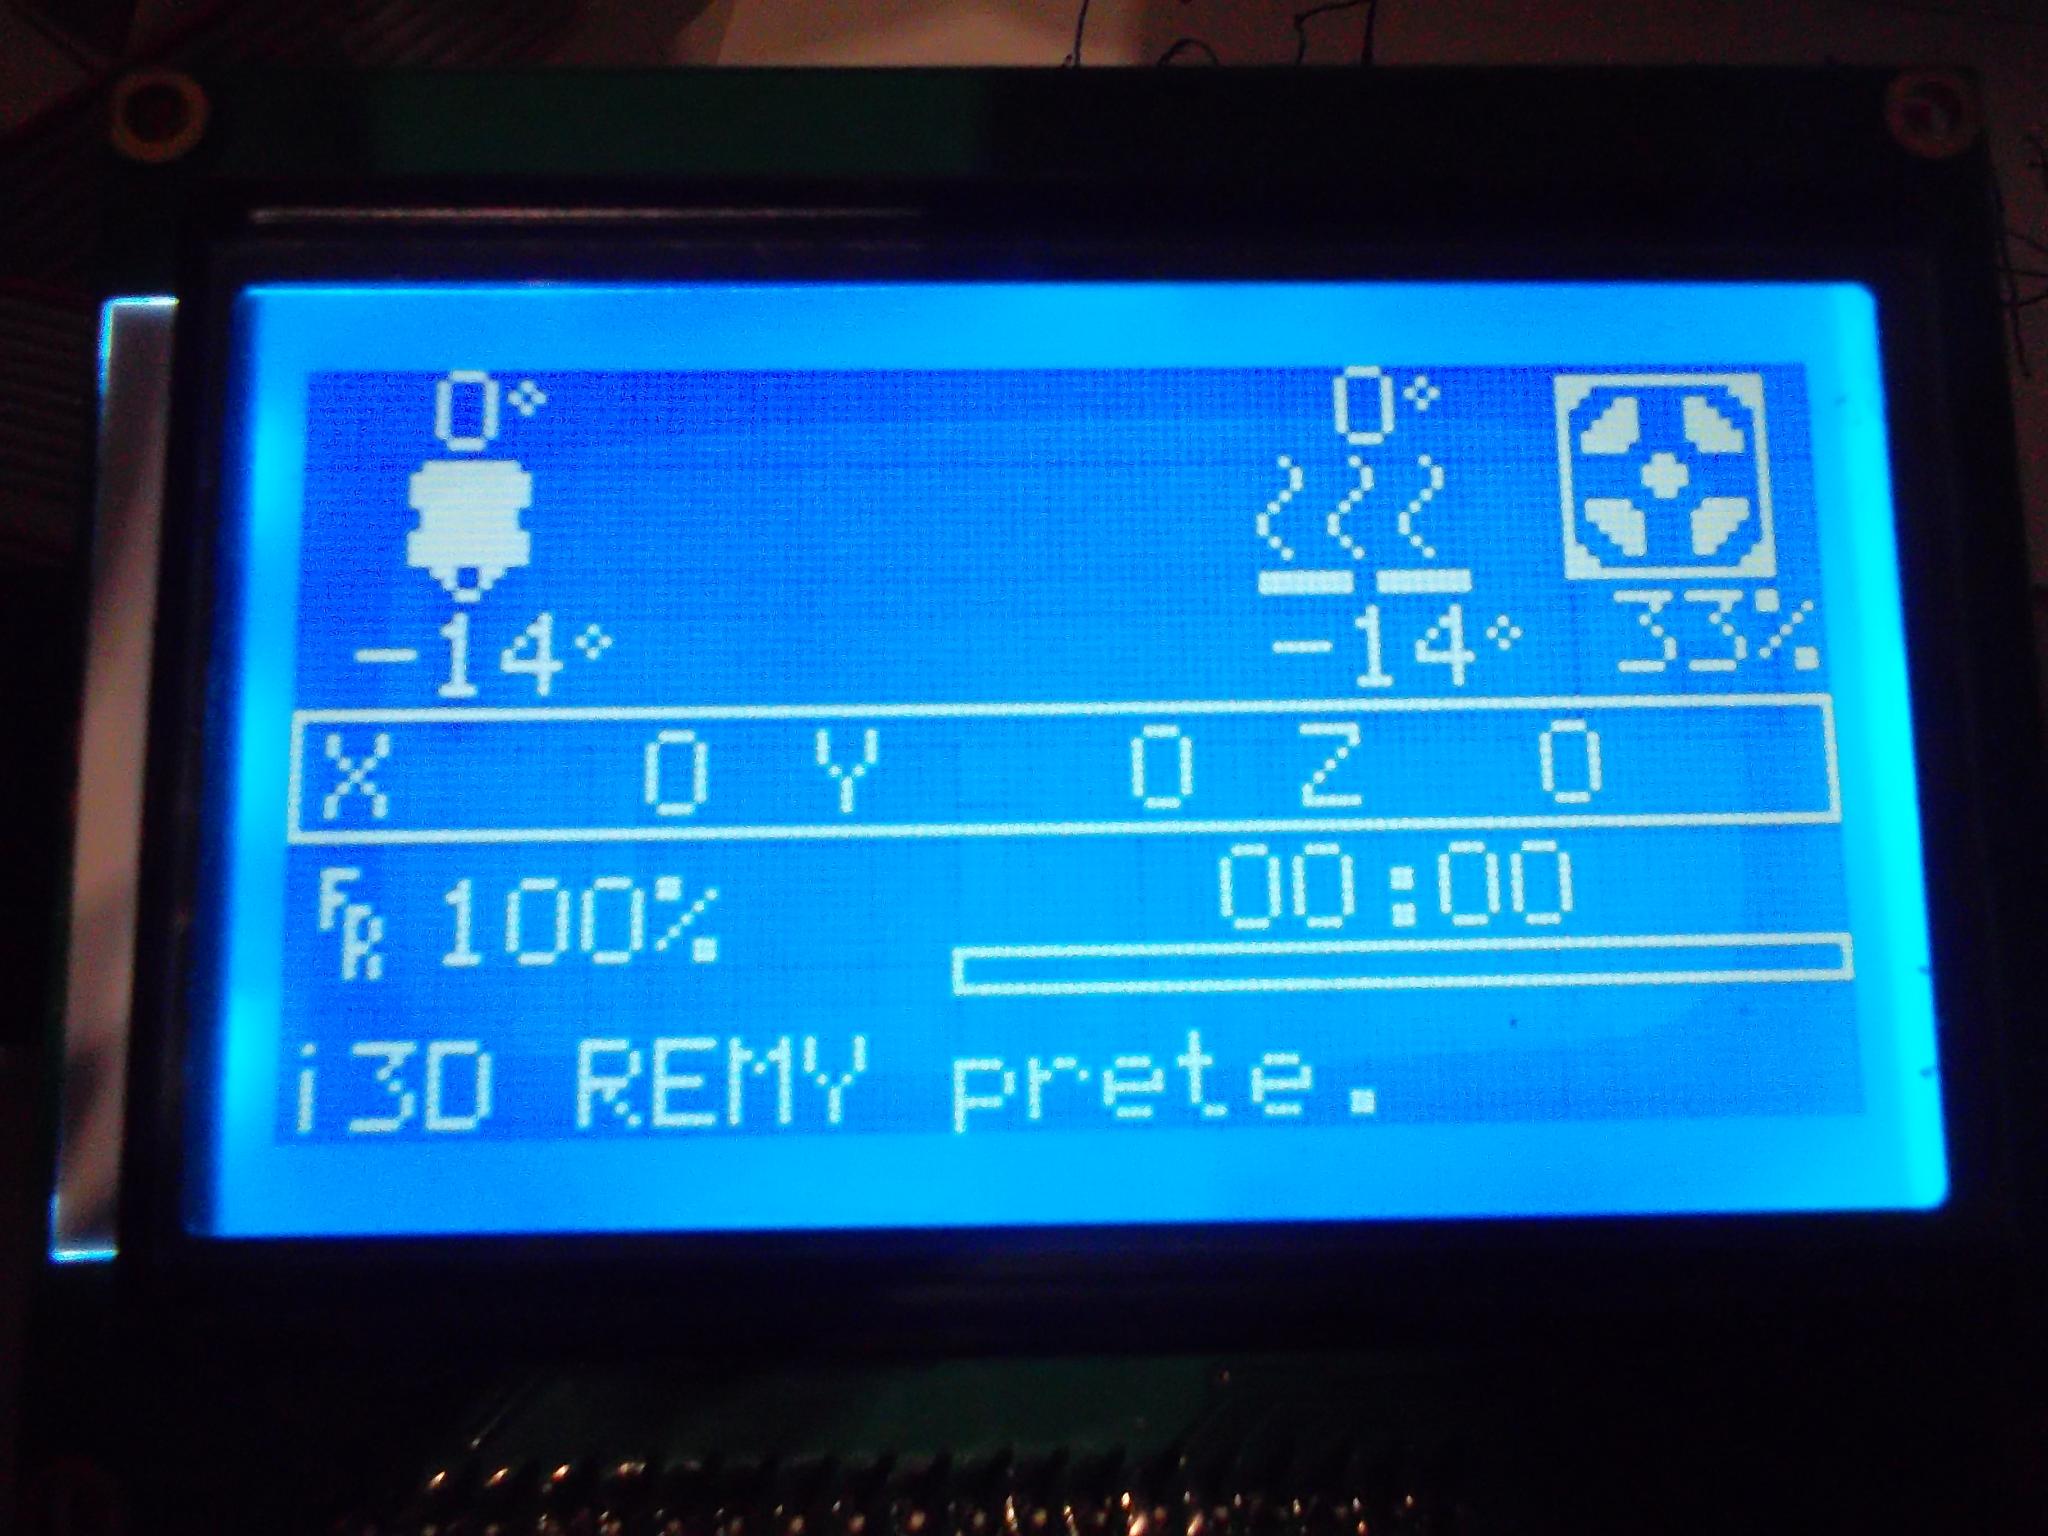 0° 0°
-14° -14° 33%
X 0 Y 0 Z 0
FR 100% 00:00
i3D REMY prete.